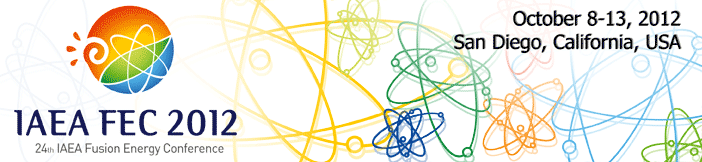 October 8-13, 2012
San Diego, California, USA
IAEA FEC 2012
24th IAEA Fusion Energy Conference